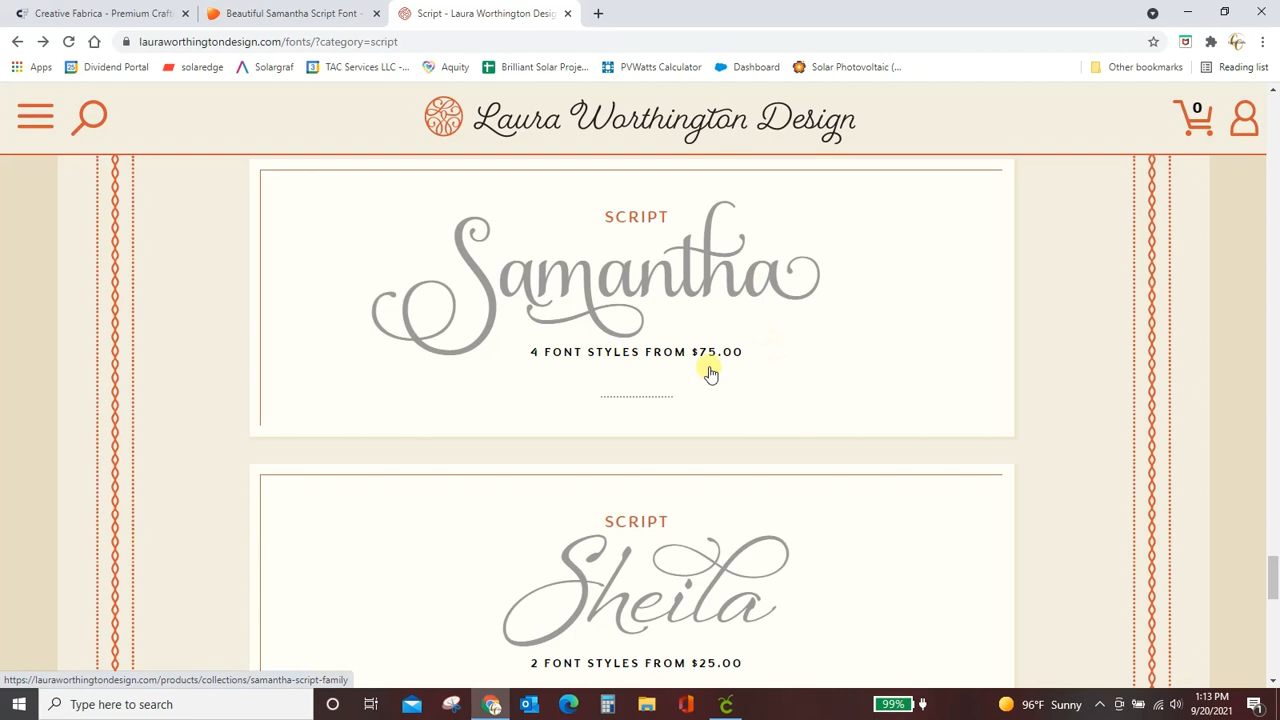 Creative Fabrica - Premium Craft
Beautiful Samantha Script Font -
Script - Laura Worthington Desig
lauraworthingtondesign.com/fonts/?category=script
Apps
Dividend Portal
solaredge
Solargraf
TAC Services LLC -...
Aquity
Brilliant Solar Proje...
PVWatts Calculator
Dashboard
Solar Photovoltaic (...
Other bookmarks
Reading list
Laura Worthington Design
0
SCRIPT
Samantha
4 FONT STYLES FROM $75.00
SCRIPT
Sheila
2 FONT STYLES FROM $25.00
https://lauraworthingtondesign.com/products/collections/samantha-script-family
Type here to search
99%
96°F Sunny
1:13 PM
9/20/2021